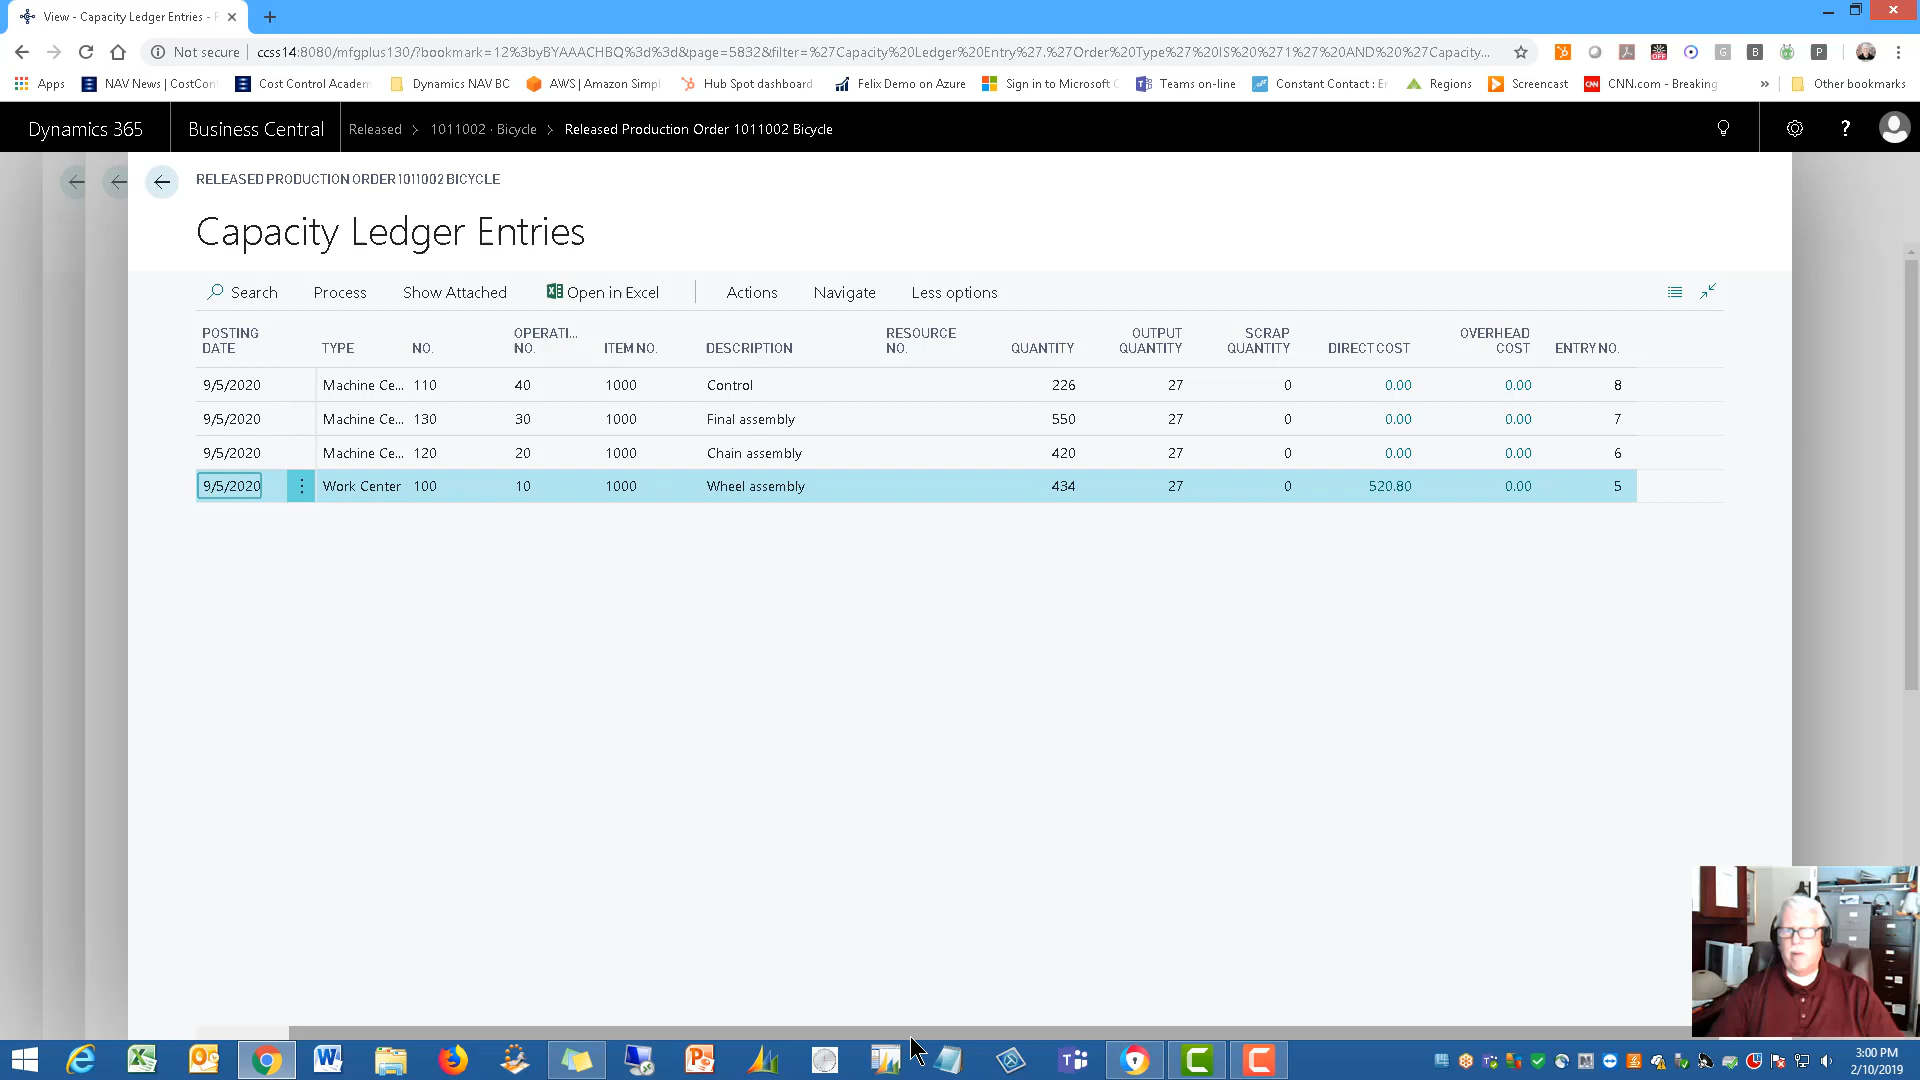 View - Capacity Ledger Entries -
Not secure ccss14:8080/mfgplus130/?bookmark=12%3byBYAAACHBQ%3d%3d&page=5832&filter=%27Capacity%20Ledger%20Entry%27.%27Order%20Type%27%20IS%20%271%27%20AND%20%27Capacity...
Apps NAV News | CostCon Cost Control Academ Dynamics NAV BC AWS | Amazon Simpl Hub Spot dashboard Felix Demo on Azure Sign in to Microsoft Teams on-line Constant Contact : Regions Screencast CNN.com - Breaking » Other bookmarks
Dynamics 365 Business Central Released > 1011002 · Bicycle > Released Production Order 1011002 Bicycle ?
RELEASED PRODUCTION ORDER 1011002 BICYCLE
Capacity Ledger Entries
Search Process Show Attached Open in Excel Actions Navigate Less options
POSTING DATE TYPE NO. OPERATI... NO. ITEM NO. DESCRIPTION RESOURCE NO. QUANTITY OUTPUT QUANTITY SCRAP QUANTITY DIRECT COST OVERHEAD COST ENTRY NO.
9/5/2020 Machine Ce... 110 40 1000 Control 226 27 0 0.00 0.00 8
9/5/2020 Machine Ce... 130 30 1000 Final assembly 550 27 0 0.00 0.00 7
9/5/2020 Machine Ce... 120 20 1000 Chain assembly 420 27 0 0.00 0.00 6
9/5/2020 Work Center 100 10 1000 Wheel assembly 434 27 0 520.80 0.00 5
3:00 PM
2/10/2019